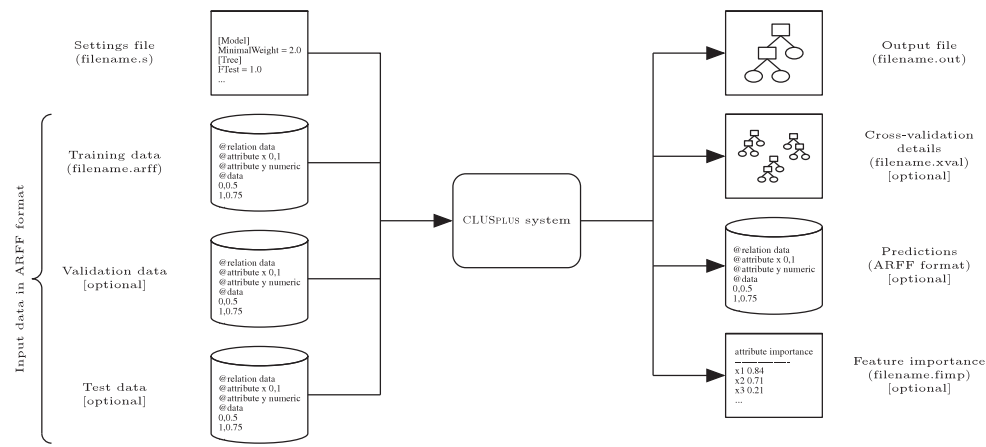 Settings file
(filename.s)
[Model]
MinimalWeight = 2.0
[Tree]
FTest = 1.0
...
Input data in ARFF format
Training data
(filename.arff)
@relation data
@attribute x 0,1
@attribute y numeric
@data
0,0.5
1,0.75
Validation data
[optional]
@relation data
@attribute x 0,1
@attribute y numeric
@data
0,0.5
1,0.75
Test data
[optional]
@relation data
@attribute x 0,1
@attribute y numeric
@data
0,0.5
1,0.75
CLUSPLUS system
Output file
(filename.out)
Cross-validation
details
(filename.xval)
[optional]
@relation data
@attribute x 0,1
@attribute y numeric
@data
0,0.5
1,0.75
Predictions
(ARFF format)
[optional]
attribute importance
x1 0.84
x2 0.71
x3 0.21
...
Feature importance
(filename.fimp)
[optional]